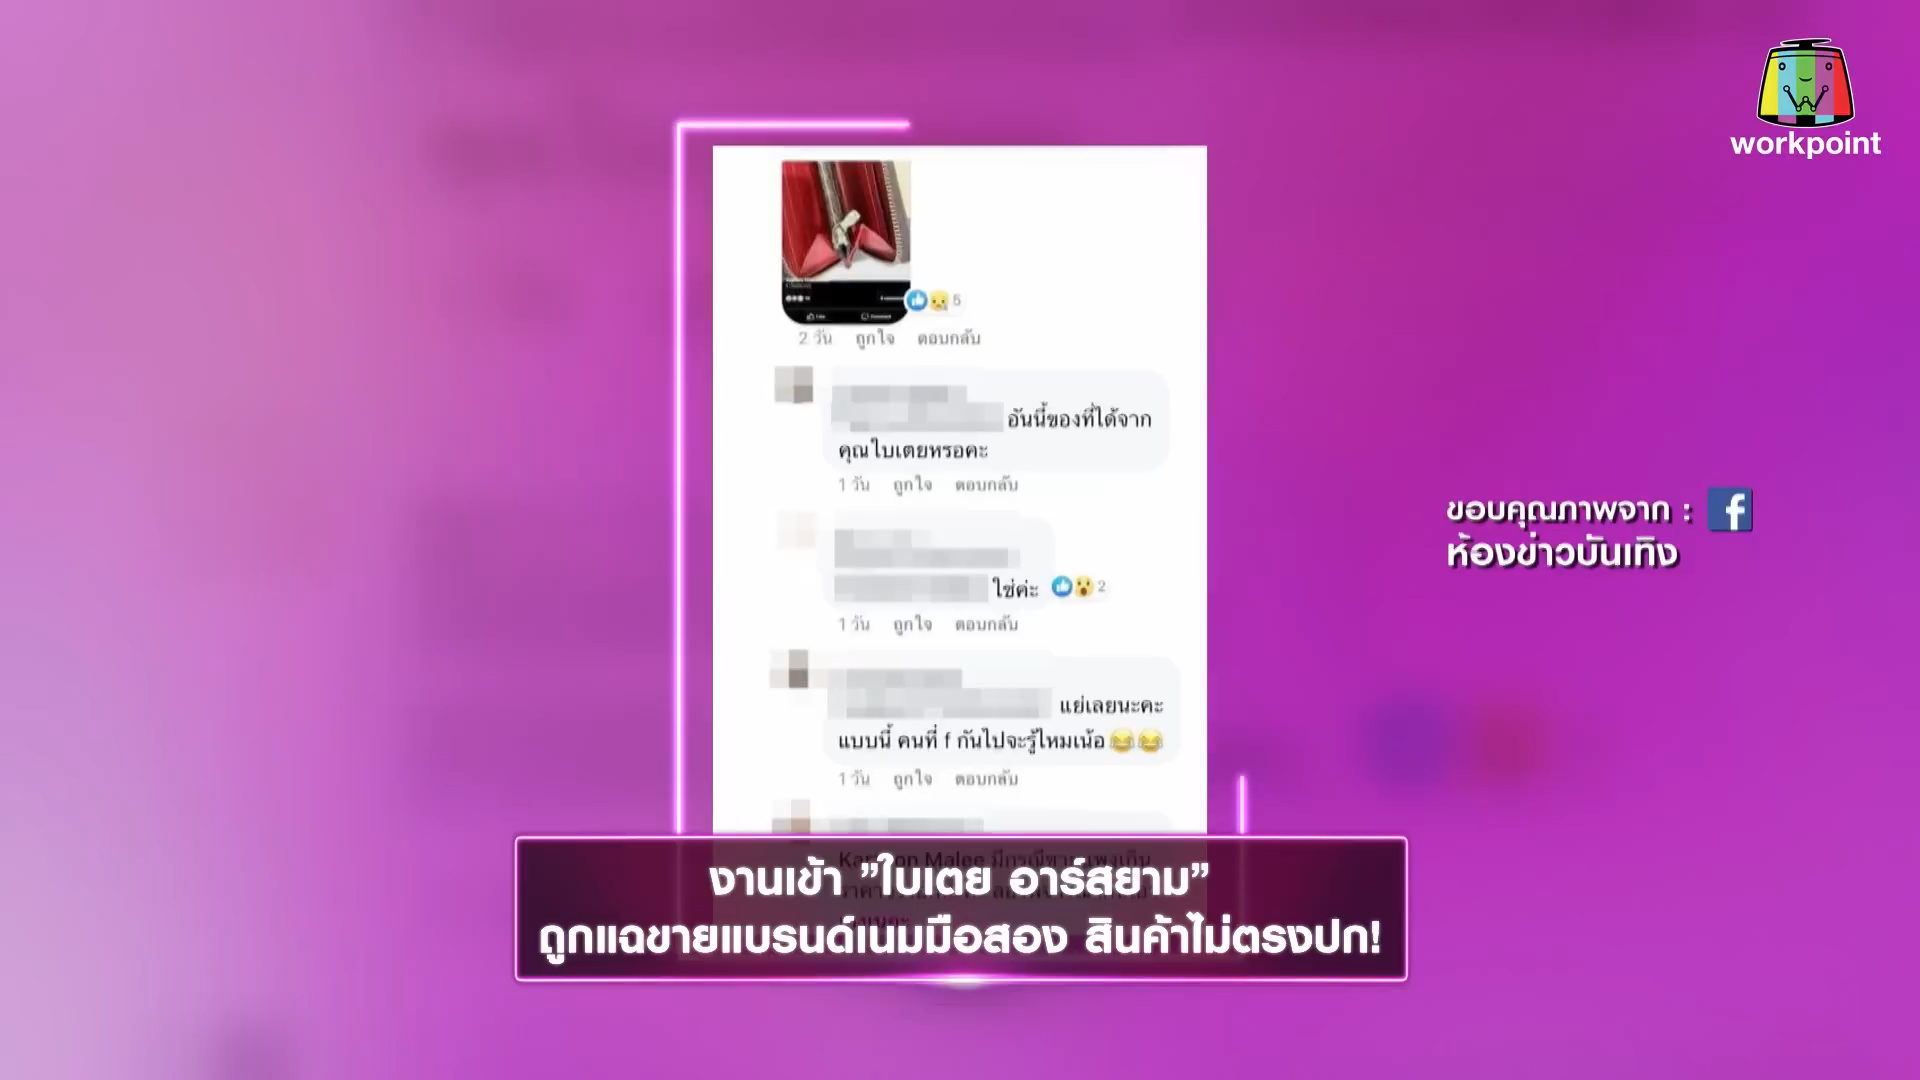 workpoint
5
2 วัน ถูกใจ ตอบกลับ
อันนี้ของที่ได้จาก
คุณใบเตยหรอคะ
1 วัน ถูกใจ ตอบกลับ
ใช่ค่ะ 2
1 วัน ถูกใจ ตอบกลับ
แย่เลยนะคะ
แบบนี้ คนที่ f กันไปจะรู้ไหมเน้อ😂😂
1 วัน ถูกใจ ตอบกลับ
ขอบคุณภาพจาก : f
ห้องข่าวบันเทิง
งานเข้า ”ใบเตย อาร์สยาม”
ถูกแฉขายแบรนด์เนมมือสอง สินค้าไม่ตรงปก!